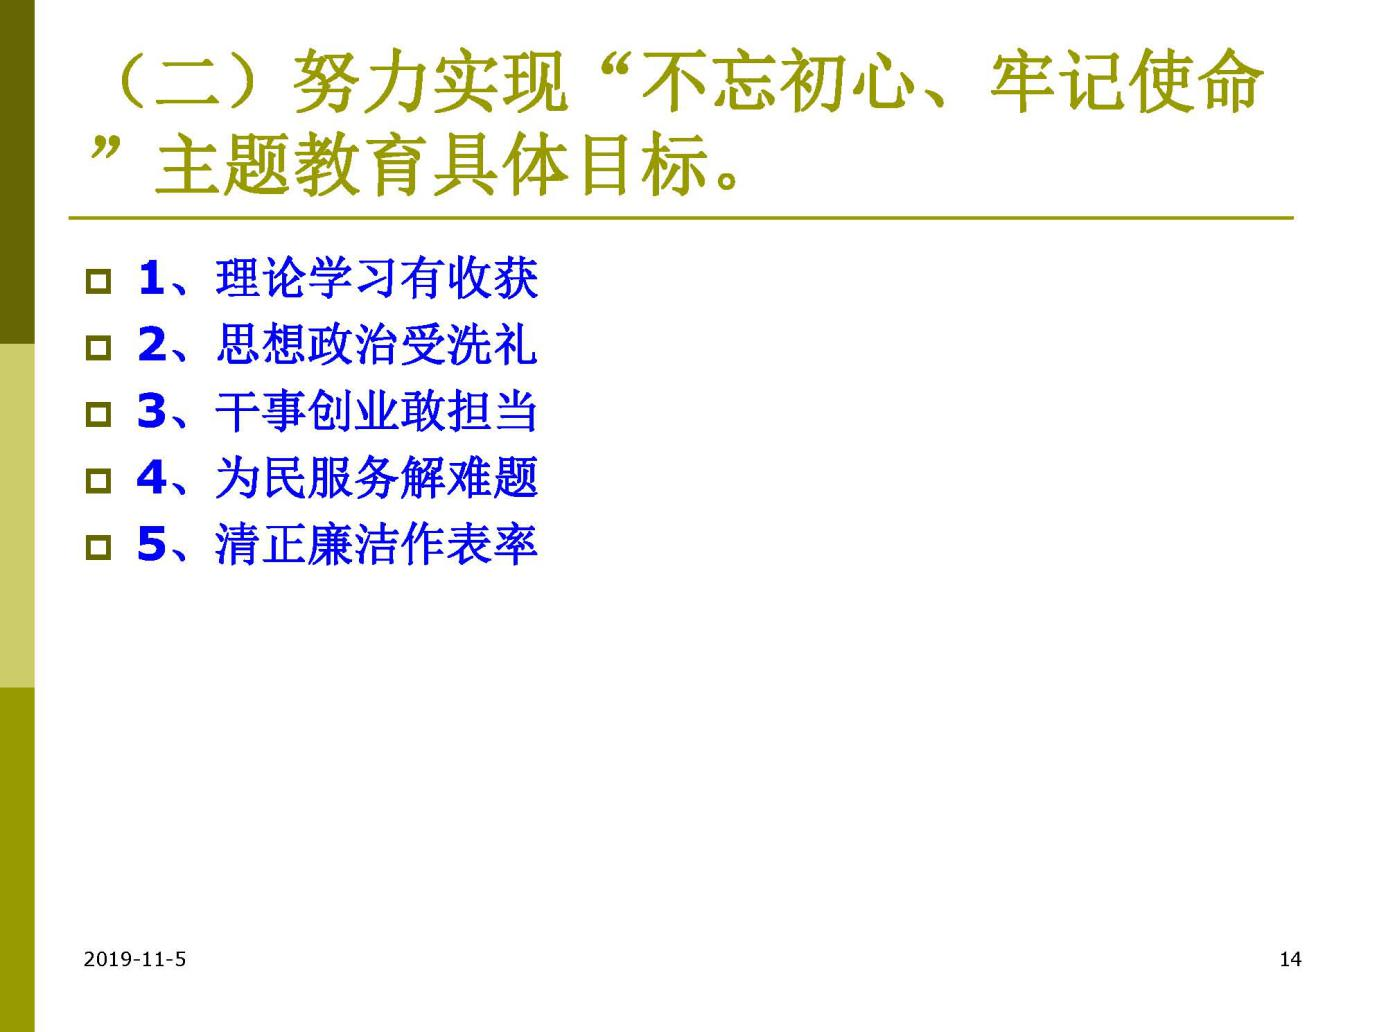 （二）努力实现“不忘初心、牢记使命
”主题教育具体目标。
1、理论学习有收获
2、思想政治受洗礼
3、干事创业敢担当
4、为民服务解难题
5、清正廉洁作表率
2019-11-5
14